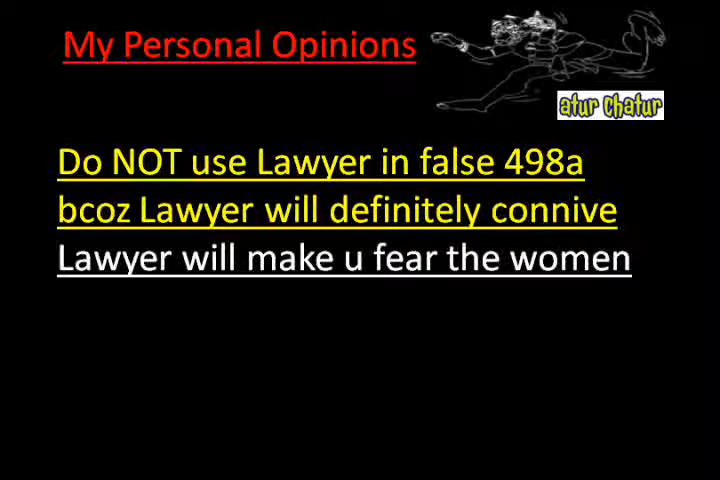 My Personal Opinions
atur chatur
Do NOT use Lawyer in false 498a
bcoz Lawyer will definitely connive
Lawyer will make u fear the women